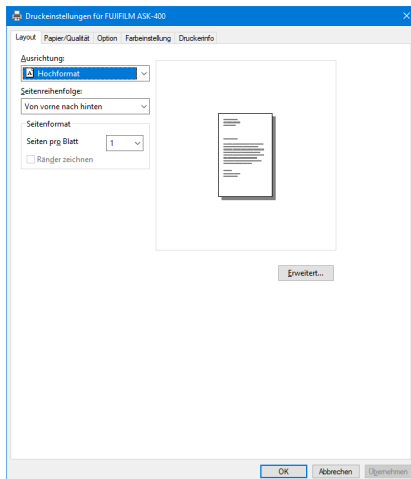 Druckeinstellungen für FUJIFILM ASK-400
Layout Papier/Qualität Option Farbeinstellung Druckerinfo
Ausrichtung:
A Hochformat
Seitenreihenfolge:
Von vorne nach hinten
Seitenformat
Seiten pro Blatt 1
Ränder zeichnen
Erweitert...
OK Abbrechen Übernehmen